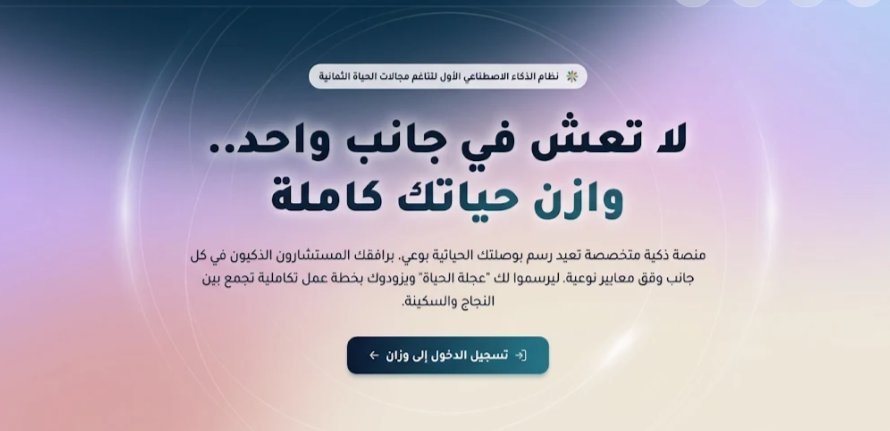 نظام الذكاء الاصطناعي الأول لتناغم مجالات الحياة الثمانية
لا تعش في جانب واحد..
وازن حياتك كاملة
منصة ذكية متخصصة تعيد رسم بوصلتك الحياتية بوعي، يرافقك المستشارون الذكيون في كل
جانب وفق معايير نوعية. ليرسموا لك "عجلة الحياة" ويزودوك بخطة عمل تكاملية تجمع بين
النجاح والسكينة.
تسجيل الدخول إلى وزان ←